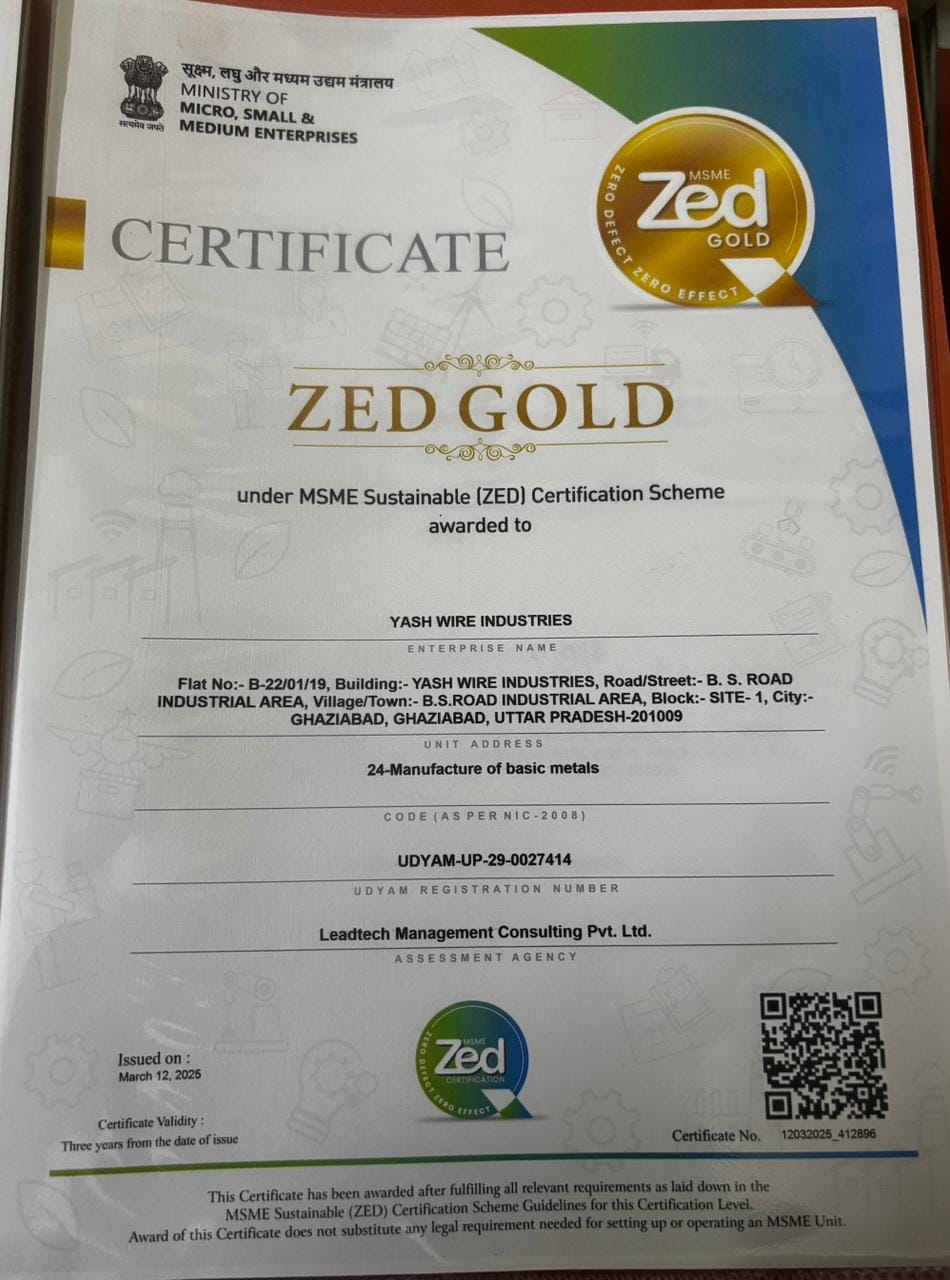 सूक्ष्म, लघु और मध्यम उद्यम मंत्रालय
MINISTRY OF
MICRO, SMALL &
MEDIUM ENTERPRISES
सत्यमेव जयते
MSME
Zed
GOLD
ZERO DEFECT ZERO EFFECT
CERTIFICATE
ZED GOLD
under MSME Sustainable (ZED) Certification Scheme
awarded to
YASH WIRE INDUSTRIES
ENTERPRISE NAME
Flat No:- B-22/01/19, Building:- YASH WIRE INDUSTRIES, Road/Street:- B. S. ROAD
INDUSTRIAL AREA, Village/Town:- B.S.ROAD INDUSTRIAL AREA, Block:- SITE- 1, City:-
GHAZIABAD, GHAZIABAD, UTTAR PRADESH-201009
UNIT ADDRESS
24-Manufacture of basic metals
CODE (AS PER NIC-2008)
UDYAM-UP-29-0027414
UDYAM REGISTRATION NUMBER
Leadtech Management Consulting Pvt. Ltd.
ASSESSMENT AGENCY
MSME
Zed
CERTIFICATION
ZERO DEFECT ZERO EFFECT
Issued on :
March 12, 2025
Certificate Validity :
Three years from the date of issue
Certificate No. 12032025_412896
This Certificate has been awarded after fulfilling all relevant requirements as laid down in the
MSME Sustainable (ZED) Certification Scheme Guidelines for this Certification Level.
Award of this Certificate does not substitute any legal requirement needed for setting up or operating an MSME Unit.